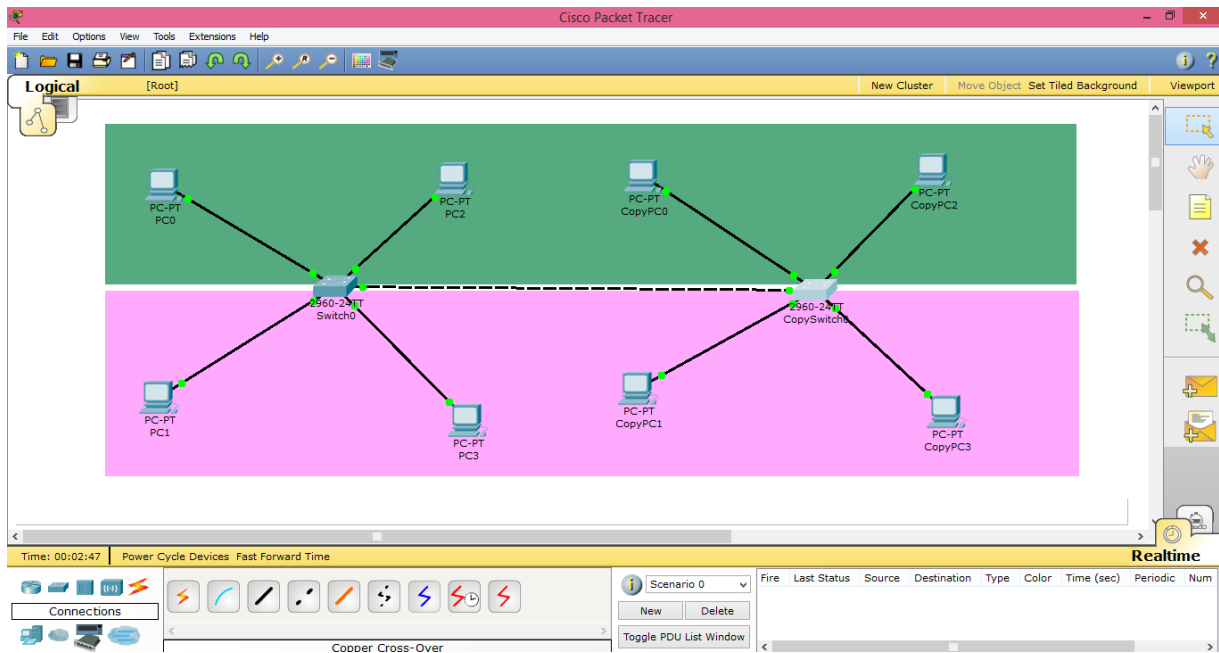 Cisco Packet Tracer
File Edit Options View Tools Extensions Help
Logical [Root] New Cluster Move Object Set Tiled Background Viewport
PC-PT
PC0
PC-PT
PC2
PC-PT
CopyPC0
PC-PT
CopyPC2
2960-24TT
Switch0
2960-24TT
CopySwitch0
PC-PT
PC1
PC-PT
PC3
PC-PT
CopyPC1
PC-PT
CopyPC3
Time: 00:02:47 Power Cycle Devices Fast Forward Time Realtime
Connections
Copper Cross-Over
Scenario 0
New Delete
Toggle PDU List Window
Fire Last Status Source Destination Type Color Time (sec) Periodic Num